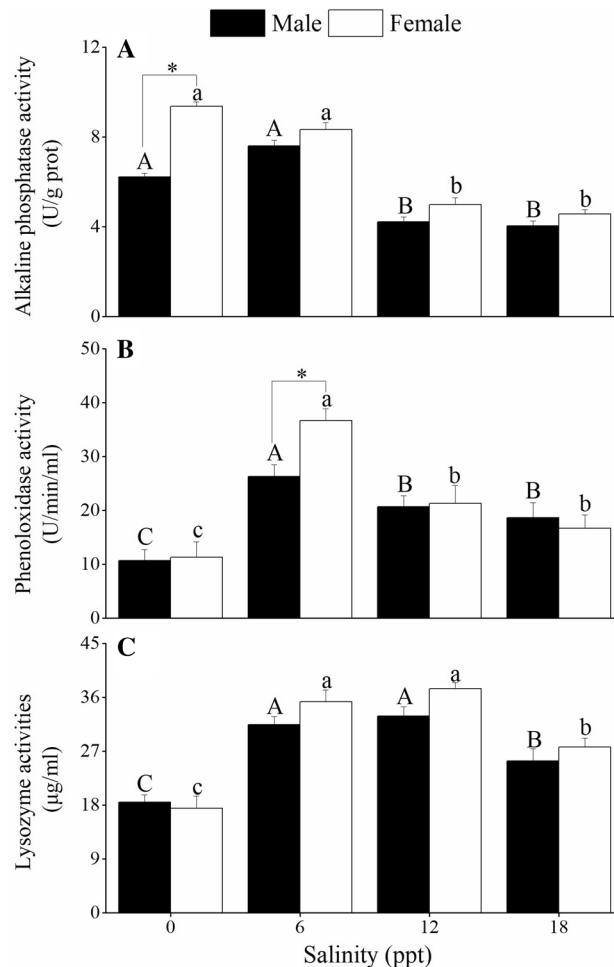 Male Female
A
Alkaline phosphatase activity
(U/g prot)
12
8
4
0
*
A a A a B b B b
B
Phenoloxidase activity
(U/min/ml)
50
40
30
20
10
0
*
C c A a B b B b
C
Lysozyme activities
(μg/ml)
45
36
27
18
9
0
C c A a A a B b
0 6 12 18
Salinity (ppt)